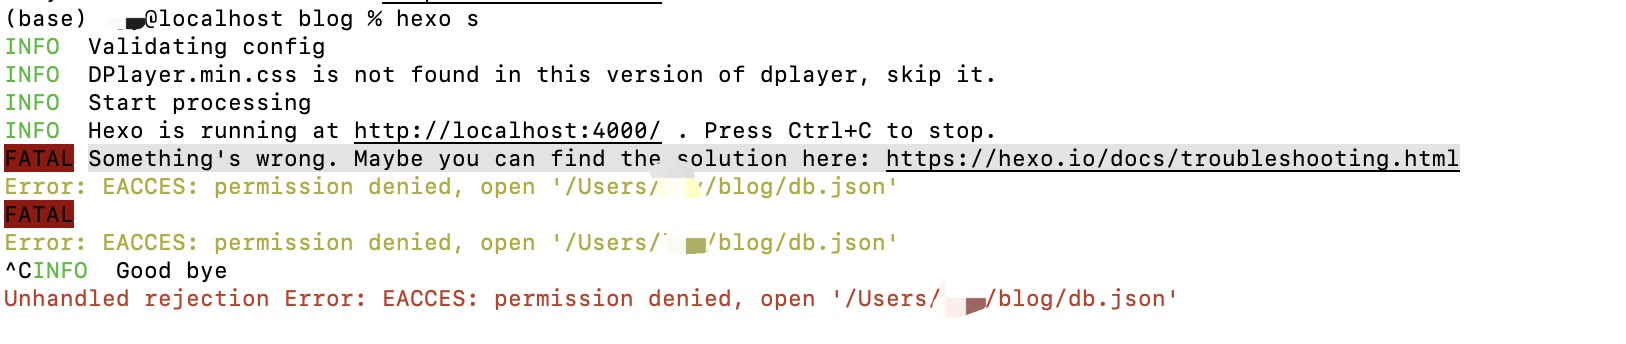 (base) @localhost blog % hexo s
INFO  Validating config
INFO  DPlayer.min.css is not found in this version of dplayer, skip it.
INFO  Start processing
INFO  Hexo is running at http://localhost:4000/ . Press Ctrl+C to stop.
FATAL Something's wrong. Maybe you can find the solution here: https://hexo.io/docs/troubleshooting.html
Error: EACCES: permission denied, open '/Users/ /blog/db.json'
FATAL
Error: EACCES: permission denied, open '/Users/ /blog/db.json'
^CINFO  Good bye
Unhandled rejection Error: EACCES: permission denied, open '/Users/ /blog/db.json'